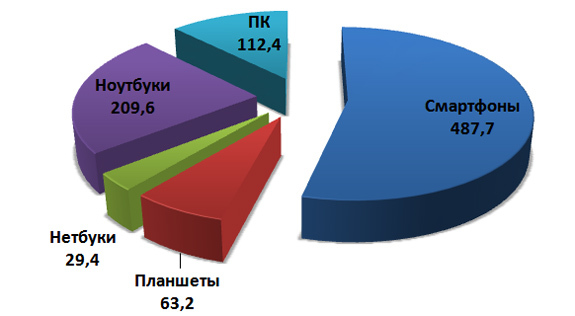 ПК
112,4
Ноутбуки
209,6
Смартфоны
487,7
Нетбуки
29,4
Планшеты
63,2